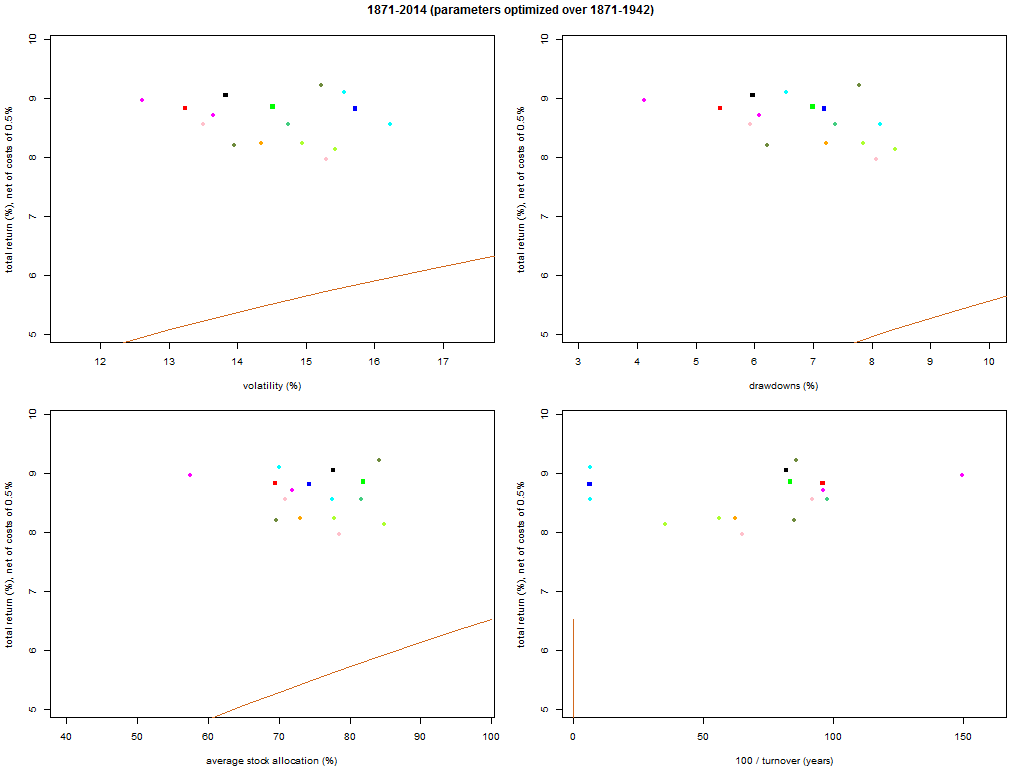 1871-2014 (parameters optimized over 1871-1942)
total return (%), net of costs of 0.5%
5 6 7 8 9 10
12 13 14 15 16 17
volatility (%)
total return (%), net of costs of 0.5%
5 6 7 8 9 10
3 4 5 6 7 8 9 10
drawdowns (%)
total return (%), net of costs of 0.5%
5 6 7 8 9 10
40 50 60 70 80 90 100
average stock allocation (%)
total return (%), net of costs of 0.5%
5 6 7 8 9 10
0 50 100 150
100 / turnover (years)